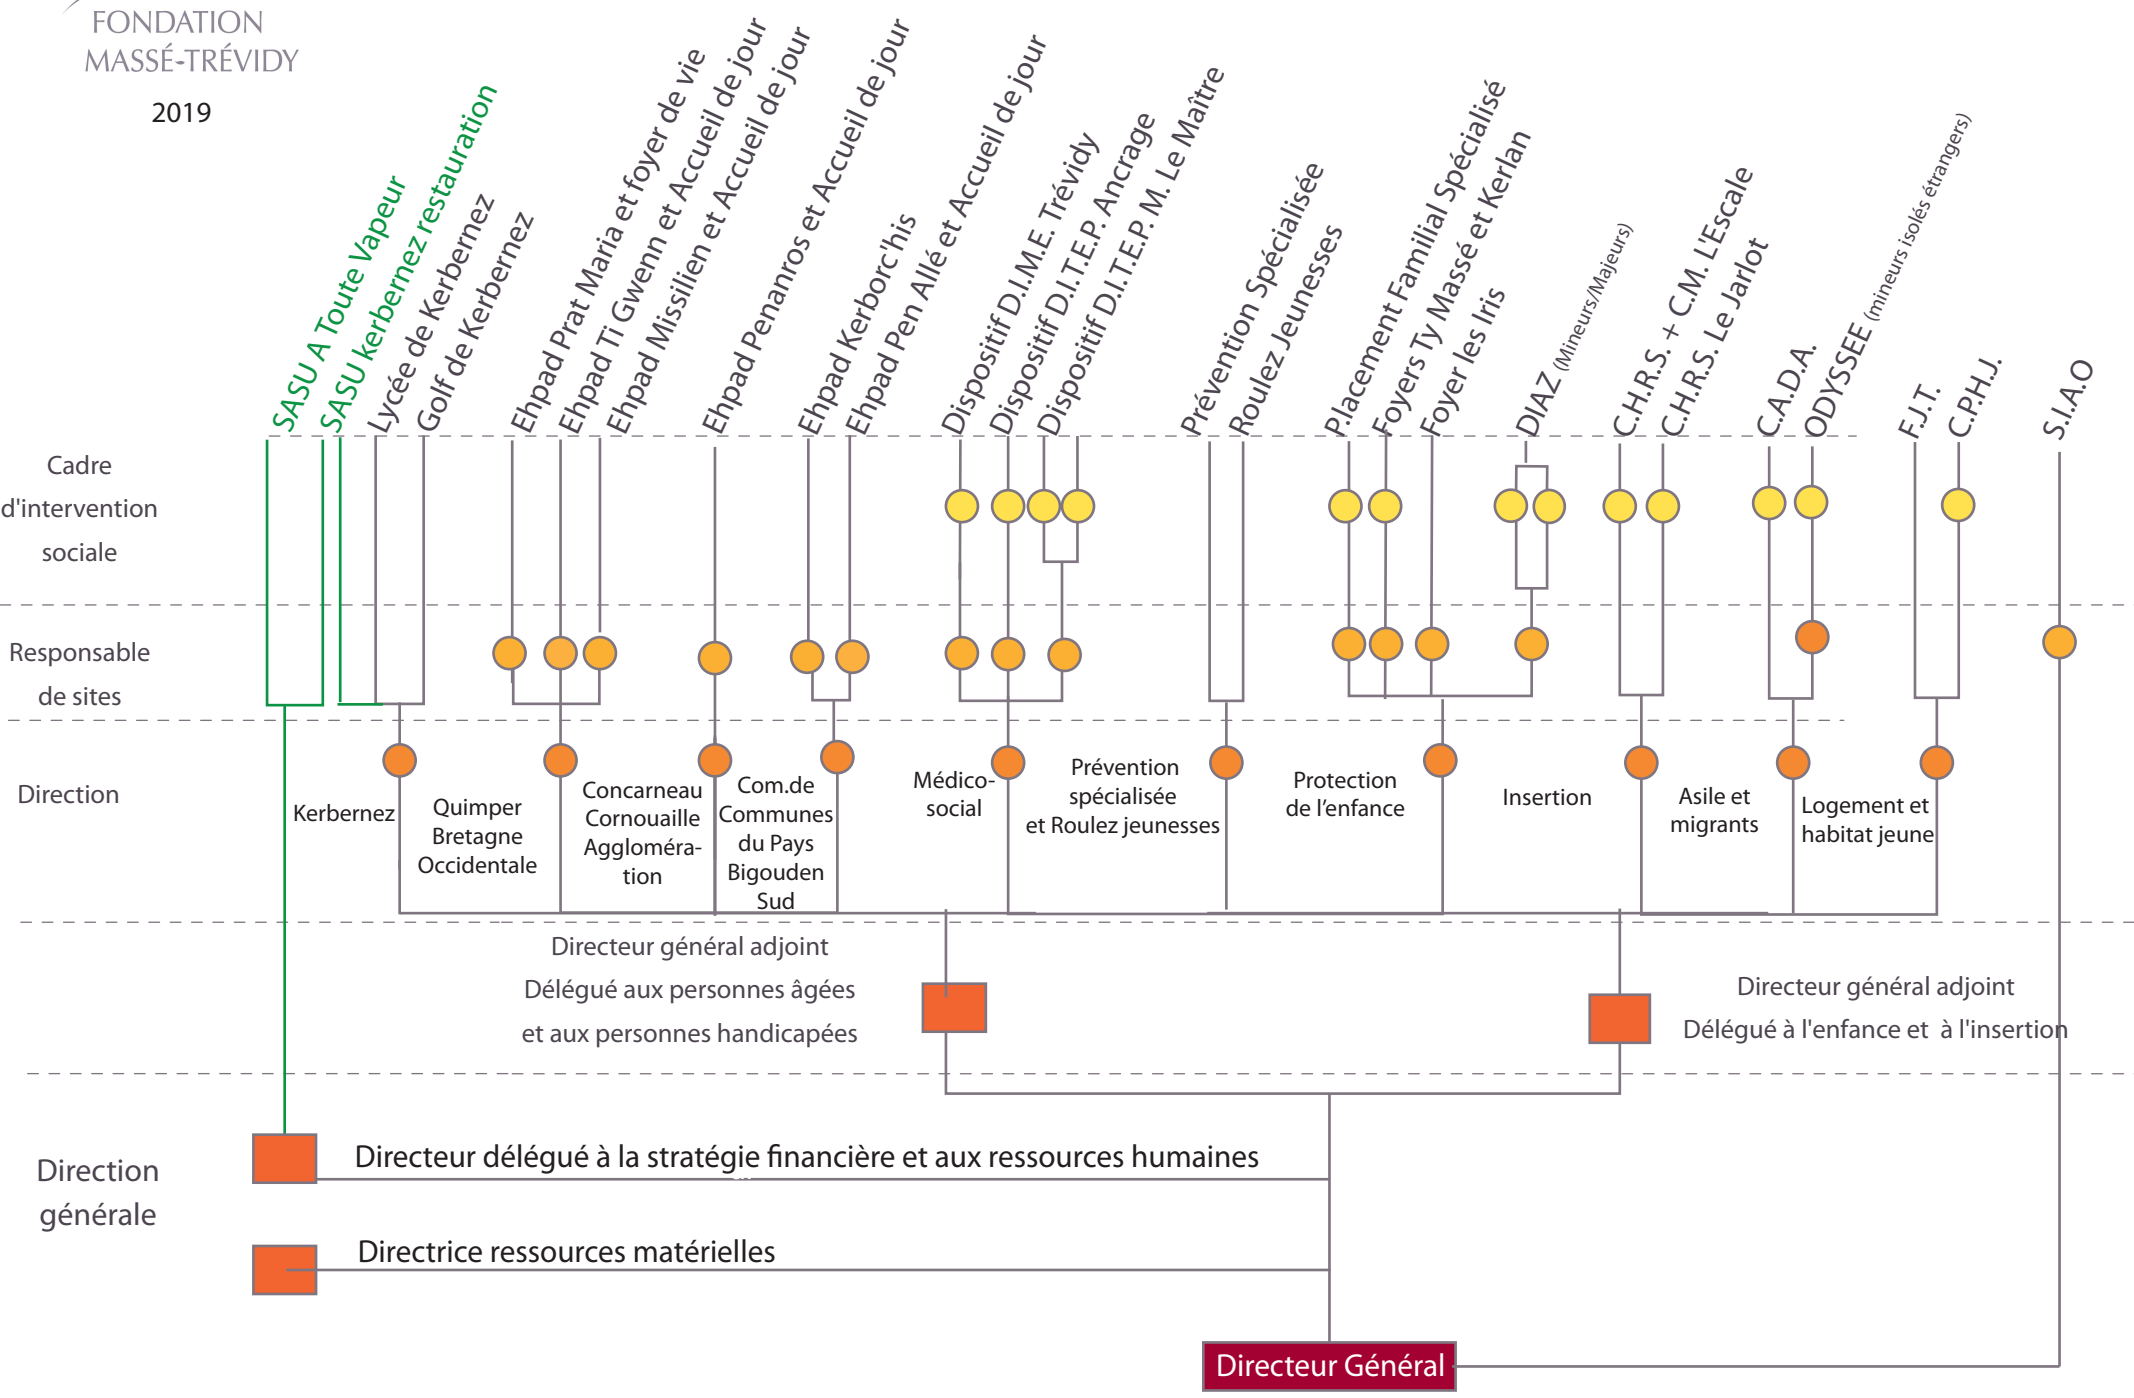 FONDATION
MASSÉ-TRÉVIDY
2019
SASU A Toute Vapeur
SASU kerbernez restauration
Lycée de Kerbernez
Golf de Kerbernez
Ehpad Prat Maria et foyer de vie
Ehpad Ti Gwenn et Accueil de jour
Ehpad Missilien et Accueil de jour
Ehpad Penanros et Accueil de jour
Ehpad Kerborc'his
Ehpad Pen Allé et Accueil de jour
Dispositif D.I.M.E. Trévidy
Dispositif D.I.T.E.P. Ancrage
Dispositif D.I.T.E.P. M. Le Maître
Prévention Spécialisée
Roulez Jeunesses
Placement Familial Spécialisé
Foyers Ty Massé et Kerlan
Foyer les Iris
DIAZ (Mineurs/Majeurs)
C.H.R.S. + C.M. L'Escale
C.H.R.S. Le Jarlot
C.A.D.A.
ODYSSEE (mineurs isolés étrangers)
F.J.T.
C.P.H.J.
S.I.A.O
Cadre
d'intervention
sociale
Responsable
de sites
Direction
Kerbernez
Quimper
Bretagne
Occidentale
Concarneau
Cornouaille
Aggloméra-
tion
Com.de
Communes
du Pays
Bigouden
Sud
Médico-
social
Prévention
spécialisée
et Roulez jeunesses
Protection
de l'enfance
Insertion
Asile et
migrants
Logement et
habitat jeune
Directeur général adjoint
Délégué aux personnes âgées
et aux personnes handicapées
Directeur général adjoint
Délégué à l'enfance et à l'insertion
Direction
générale
Directeur délégué à la stratégie financière et aux ressources humaines
Directrice ressources matérielles
Directeur Général